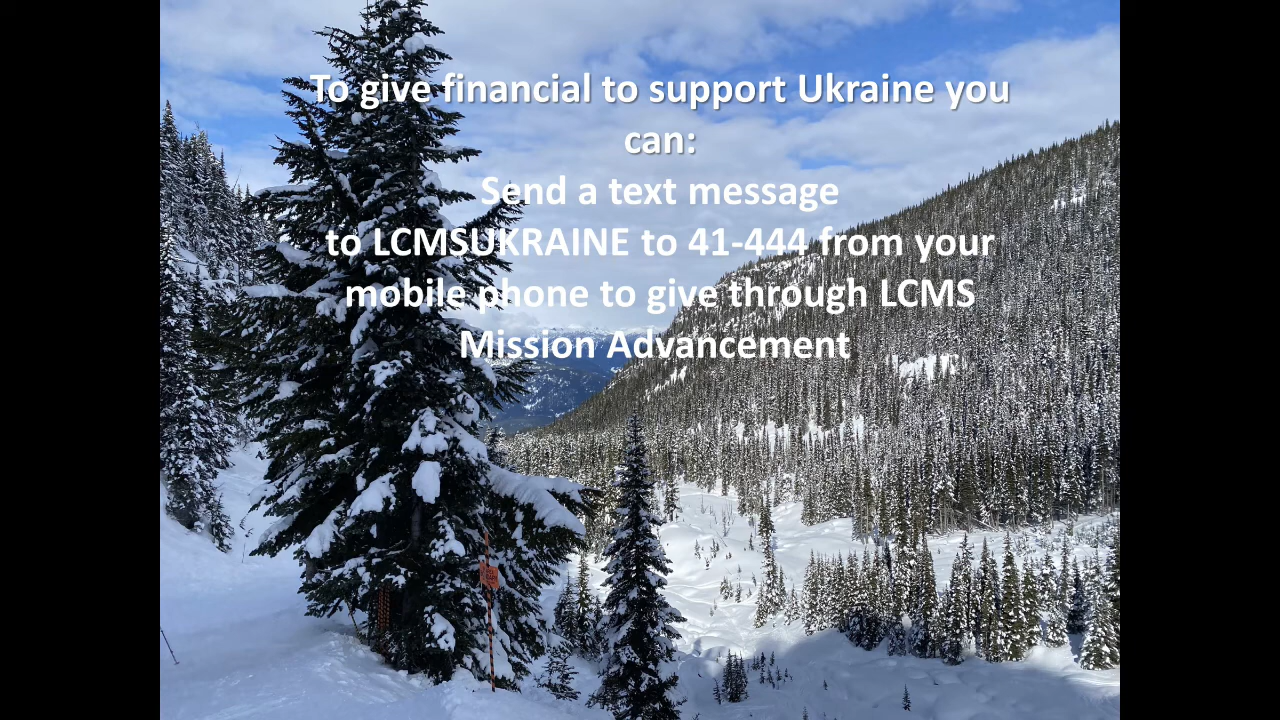 To give financial to support Ukraine you
can:
Send a text message
to LCMSUKRAINE to 41-444 from your
mobile phone to give through LCMS
Mission Advancement